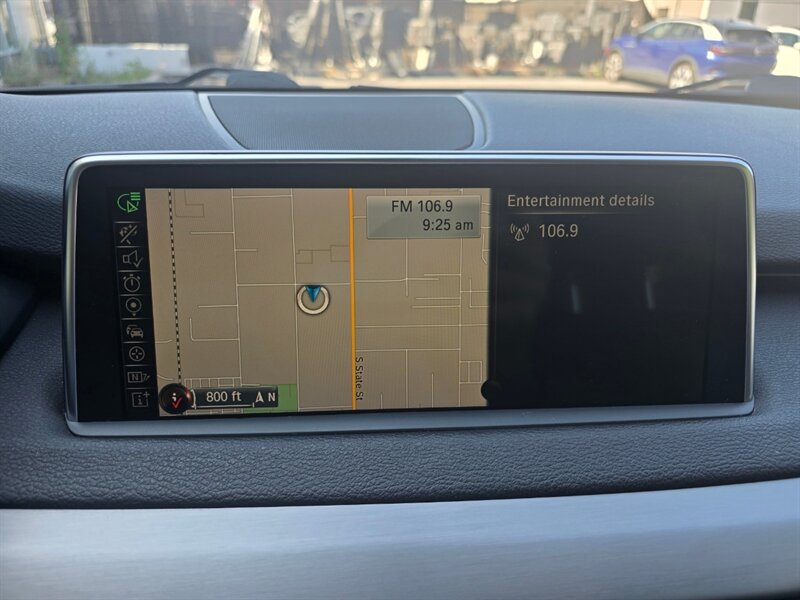 FM 106.9
9:25 am
Entertainment details
106.9
S State St
800 ft
N
N
i+